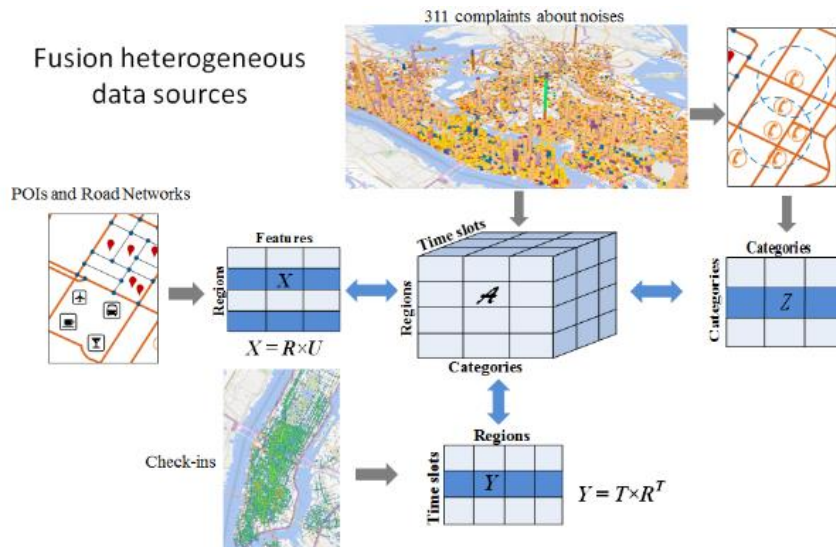 311 complaints about noises
Fusion heterogeneous
data sources
POIs and Road Networks
Features
Regions
X
X = R×U
Time slots
Regions
𝒜
Categories
Categories
Categories
Z
Check-ins
Regions
Time slots
Y
Y = T×Rᵀ